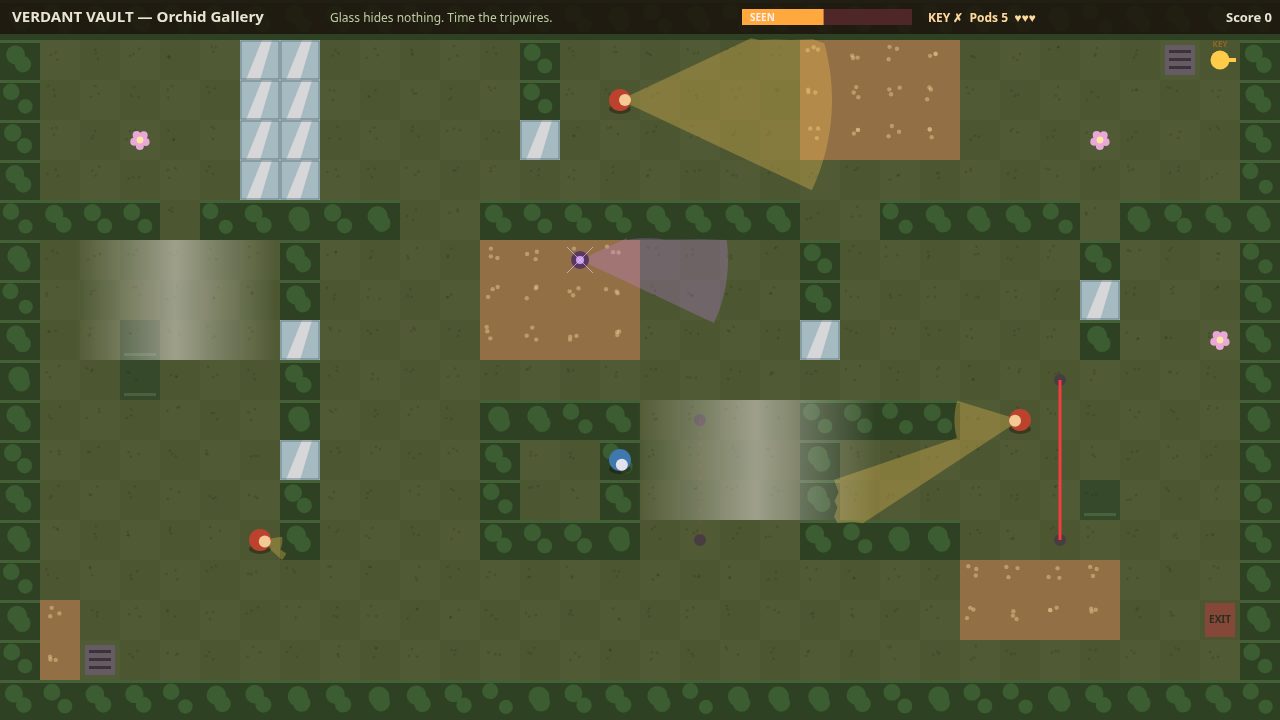 VERDANT VAULT — Orchid Gallery
Glass hides nothing. Time the tripwires.
SEEN
KEY ✗ Pods 5 ♥♥♥
Score 0
KEY
EXIT